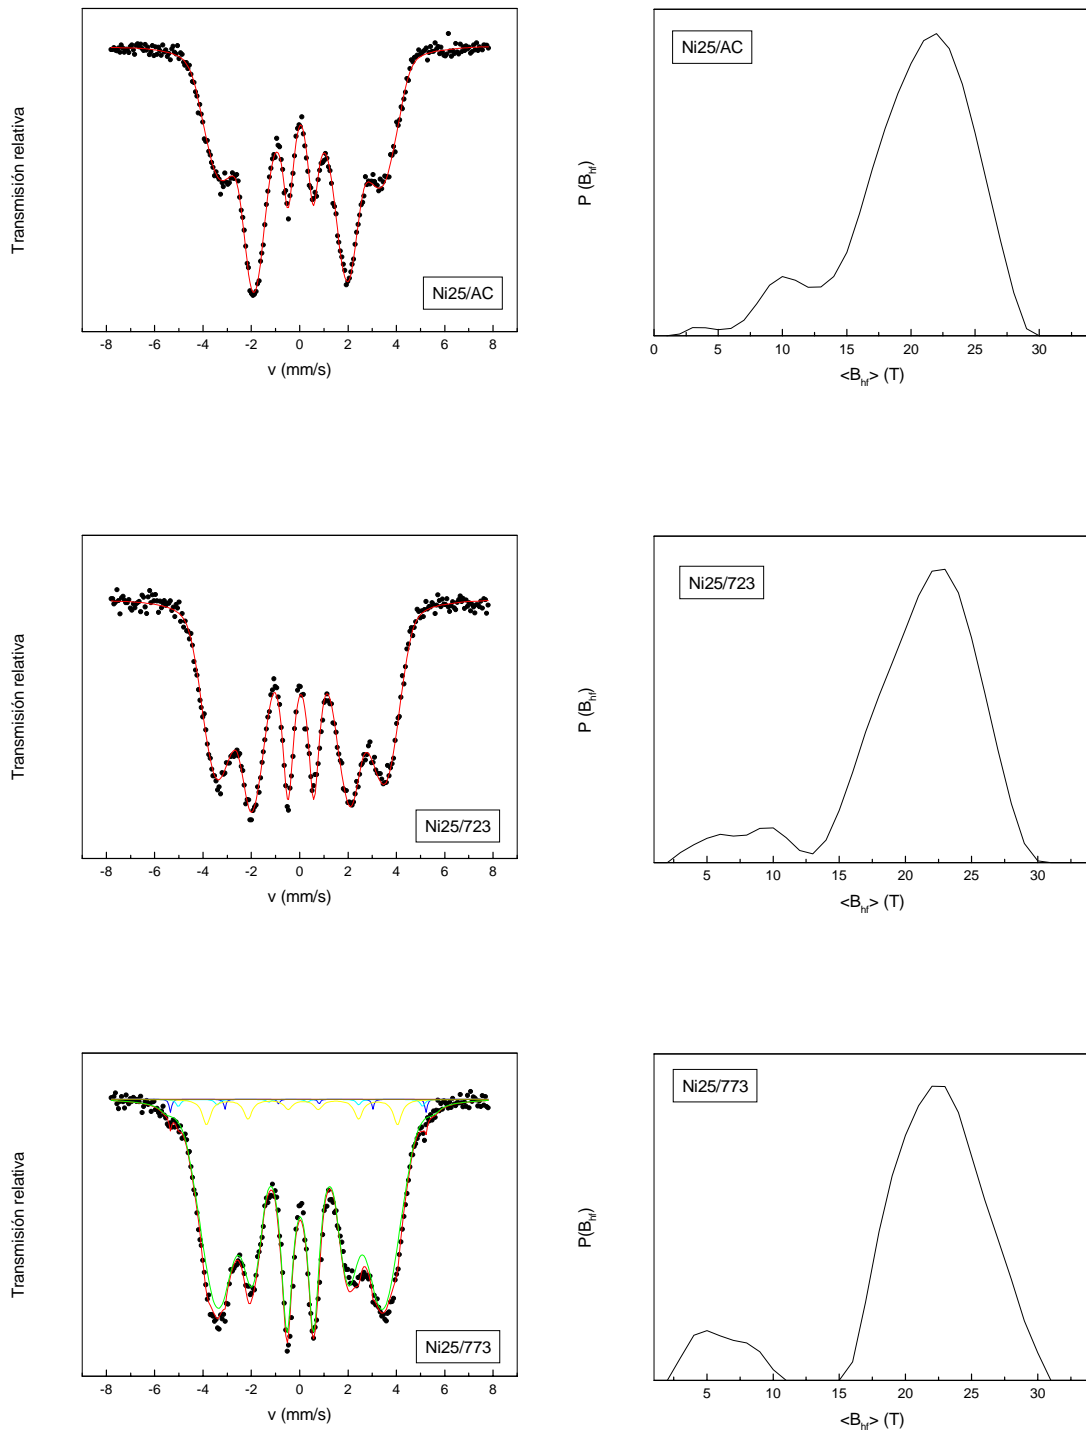 Transmisión relativa
Ni25/AC
-8 -6 -4 -2 0 2 4 6 8
v (mm/s)
P (B_hf)
Ni25/AC
0 5 10 15 20 25 30
<B_hf> (T)
Transmisión relativa
Ni25/723
-8 -6 -4 -2 0 2 4 6 8
v (mm/s)
P (B_hf)
Ni25/723
5 10 15 20 25 30
<B_hf> (T)
Transmisión relativa
Ni25/773
-8 -6 -4 -2 0 2 4 6 8
v (mm/s)
P(B_hf)
Ni25/773
5 10 15 20 25 30
<B_hf> (T)